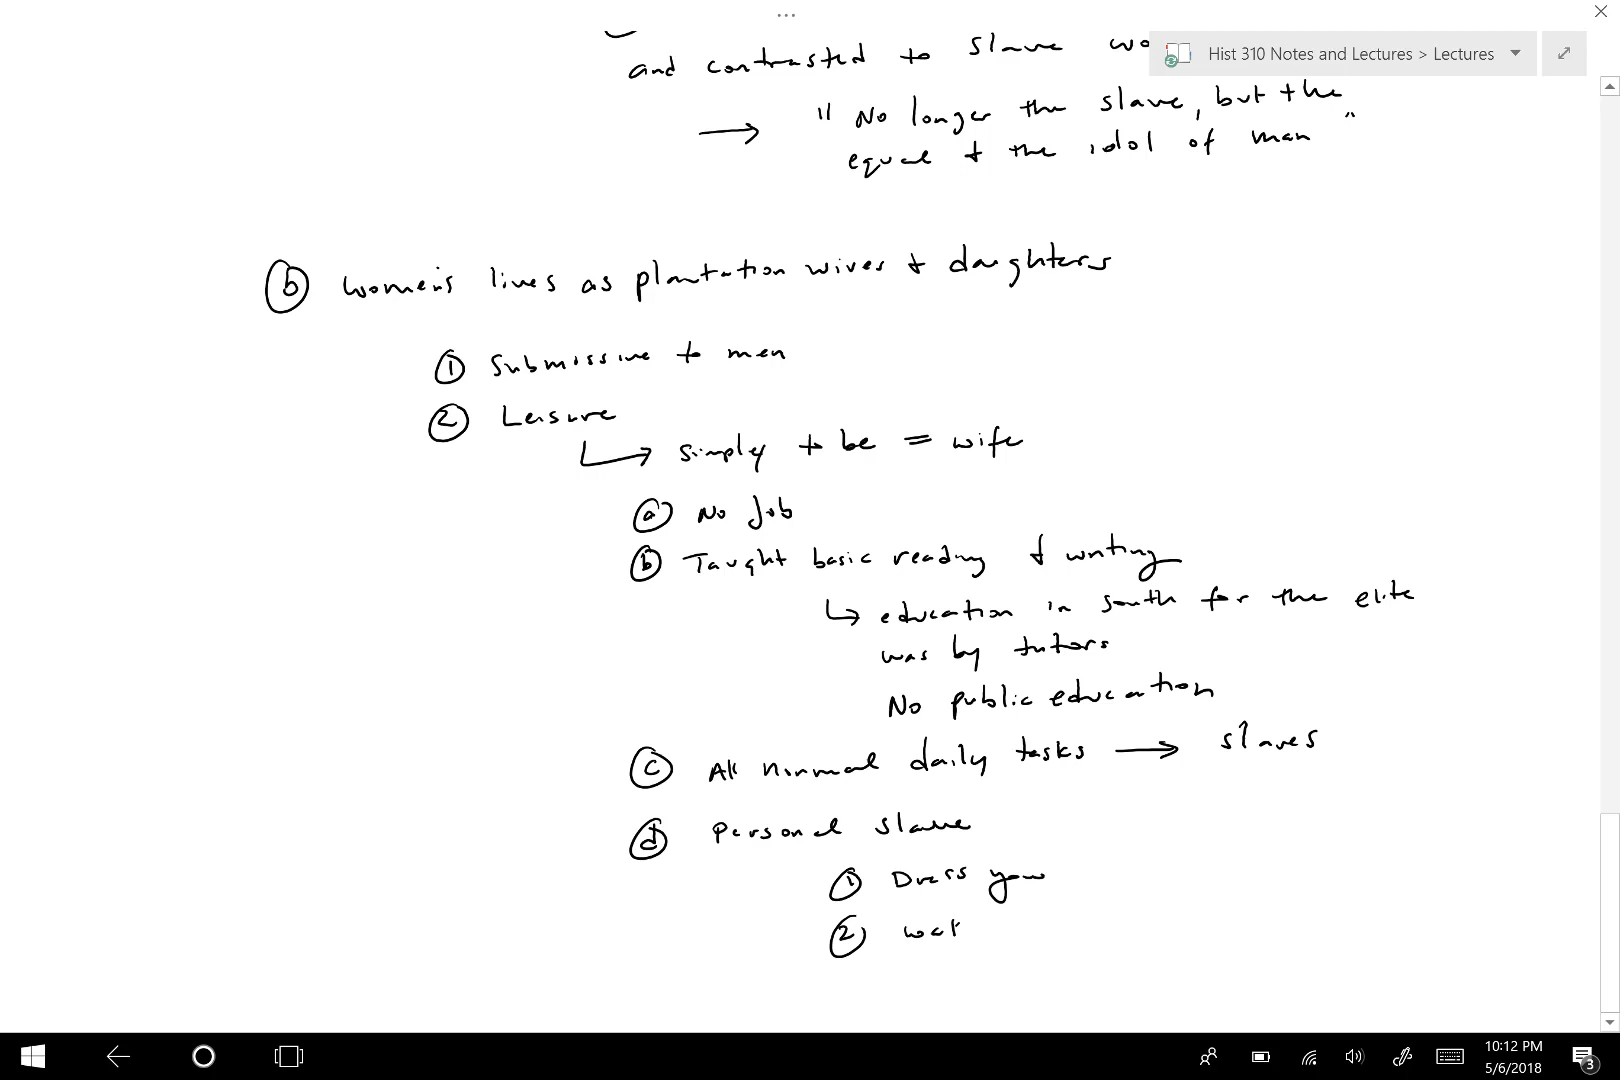 and contrasted to slave wo
Hist 310 Notes and Lectures > Lectures
→ "No longer the slave, but the
equal + the idol of man"
ⓑ Women's lives as plantation wives + daughters
① Submissive to men
② Leisure
↳ simply to be = wife
ⓐ No Job
ⓑ Taught basic reading + writing
↳ education in south for the elite
was by tutors
No public education
ⓒ All normal daily tasks → slaves
ⓓ Personal slave
① Dress you
②
10:12 PM
5/6/2018
3